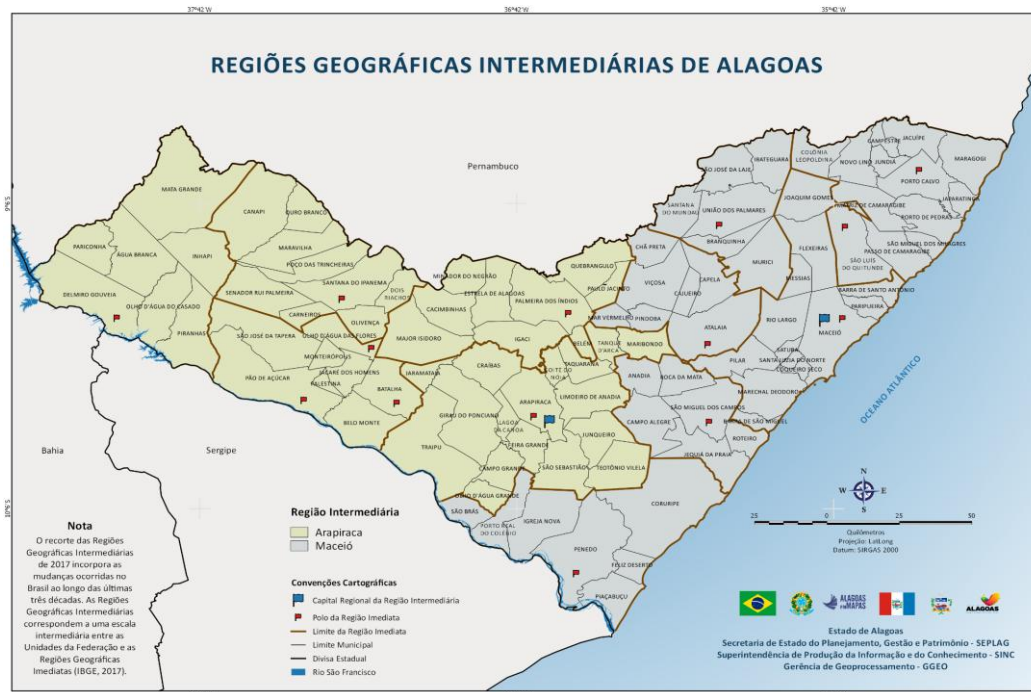 37°42 W
36°42 W
35°42 W
REGIÕES GEOGRÁFICAS INTERMEDIÁRIAS DE ALAGOAS
Pernambuco
9°6'S
10°6'S
MATA GRANDE
CANAPI
OURO BRANCO
PARICONHA
ÁGUA BRANCA
INHAPI
MARAVILHA
POÇO DAS TRINCHEIRAS
DELMIRO GOUVEIA
OLHO D'ÁGUA DO CASADO
PIRANHAS
SENADOR RUI PALMEIRA
SANTANA DO IPANEMA
DOIS
RIACHOS
CARNEIROS
OLIVENÇA
SÃO JOSÉ DA TAPERA
OLHO D'ÁGUA DAS FLORES
MONTEIRÓPOLIS
JACARÉ DOS HOMENS
PALESTINA
PÃO DE AÇÚCAR
BATALHA
BELO MONTE
MINADOR DO NEGRÃO
ESTRELA DE ALAGOAS
CACIMBINHAS
PALMEIRA DOS ÍNDIOS
QUEBRANGULO
PAULO JACINTO
MAJOR ISIDORO
IGACI
BELÉM
TANQUE
D'ARCA
MAR VERMELHO
MARIBONDO
JARAMATAIA
CRAÍBAS
TAQUARANA
COITÉ DO
NÓIA
ARAPIRACA
LIMOEIRO DE ANADIA
GIRAU DO PONCIANO
LAGOA
DA CANOA
FEIRA GRANDE
JUNQUEIRO
TRAIPU
CAMPO GRANDE
SÃO SEBASTIÃO
TEOTÔNIO VILELA
OLHO D'ÁGUA GRANDE
SÃO BRÁS
PORTO REAL
DO COLÉGIO
IGREJA NOVA
PENEDO
FELIZ DESERTO
PIAÇABUÇU
CORURIPE
CHÃ PRETA
VIÇOSA
PINDOBA
CAJUEIRO
CAPELA
ATALAIA
SANTANA
DO MUNDAÚ
SÃO JOSÉ DA LAJE
IBATEGUARA
UNIÃO DOS PALMARES
BRANQUINHA
MURICI
COLÔNIA
LEOPOLDINA
NOVO LINO
CAMPESTRE
JUNDIÁ
JACUÍPE
MARAGOGI
PORTO CALVO
JAPARATINGA
JOAQUIM GOMES
MATRIZ DE CAMARAGIBE
PORTO DE PEDRAS
SÃO MIGUEL DOS MILAGRES
PASSO DE CAMARAGIBE
FLEXEIRAS
SÃO LUÍS
DO QUITUNDE
MESSIAS
BARRA DE SANTO ANTÔNIO
PARIPUEIRA
RIO LARGO
MACEIÓ
SATUBA
SANTA LUZIA DO NORTE
COQUEIRO SECO
PILAR
MARECHAL DEODORO
ANADIA
BOCA DA MATA
CAMPO ALEGRE
SÃO MIGUEL DOS CAMPOS
BARRA DE SÃO MIGUEL
ROTEIRO
JEQUIÁ DA PRAIA
OCEANO ATLÂNTICO
Bahia
Sergipe
Nota
O recorte das Regiões
Geográficas Intermediárias
de 2017 incorpora as
mudanças ocorridas no
Brasil ao longo das últimas
três décadas. As Regiões
Geográficas Intermediárias
correspondem a uma escala
intermediária entre as
Unidades da Federação e as
Regiões Geográficas
Imediatas (IBGE, 2017).
Região Intermediária
Arapiraca
Maceió
Convenções Cartográficas
Capital Regional da Região Intermediária
Polo da Região Imediata
Limite da Região Imediata
Limite Municipal
Divisa Estadual
Rio São Francisco
N
W E
S
25 0 25 50
Quilômetros
Projeção: LatLong
Datum: SIRGAS 2000
ALAGOAS
EM MAPAS
ALAGOAS
Estado de Alagoas
Secretaria de Estado do Planejamento, Gestão e Patrimônio - SEPLAG
Superintendência de Produção da Informação e do Conhecimento - SINC
Gerência de Geoprocessamento - GGEO